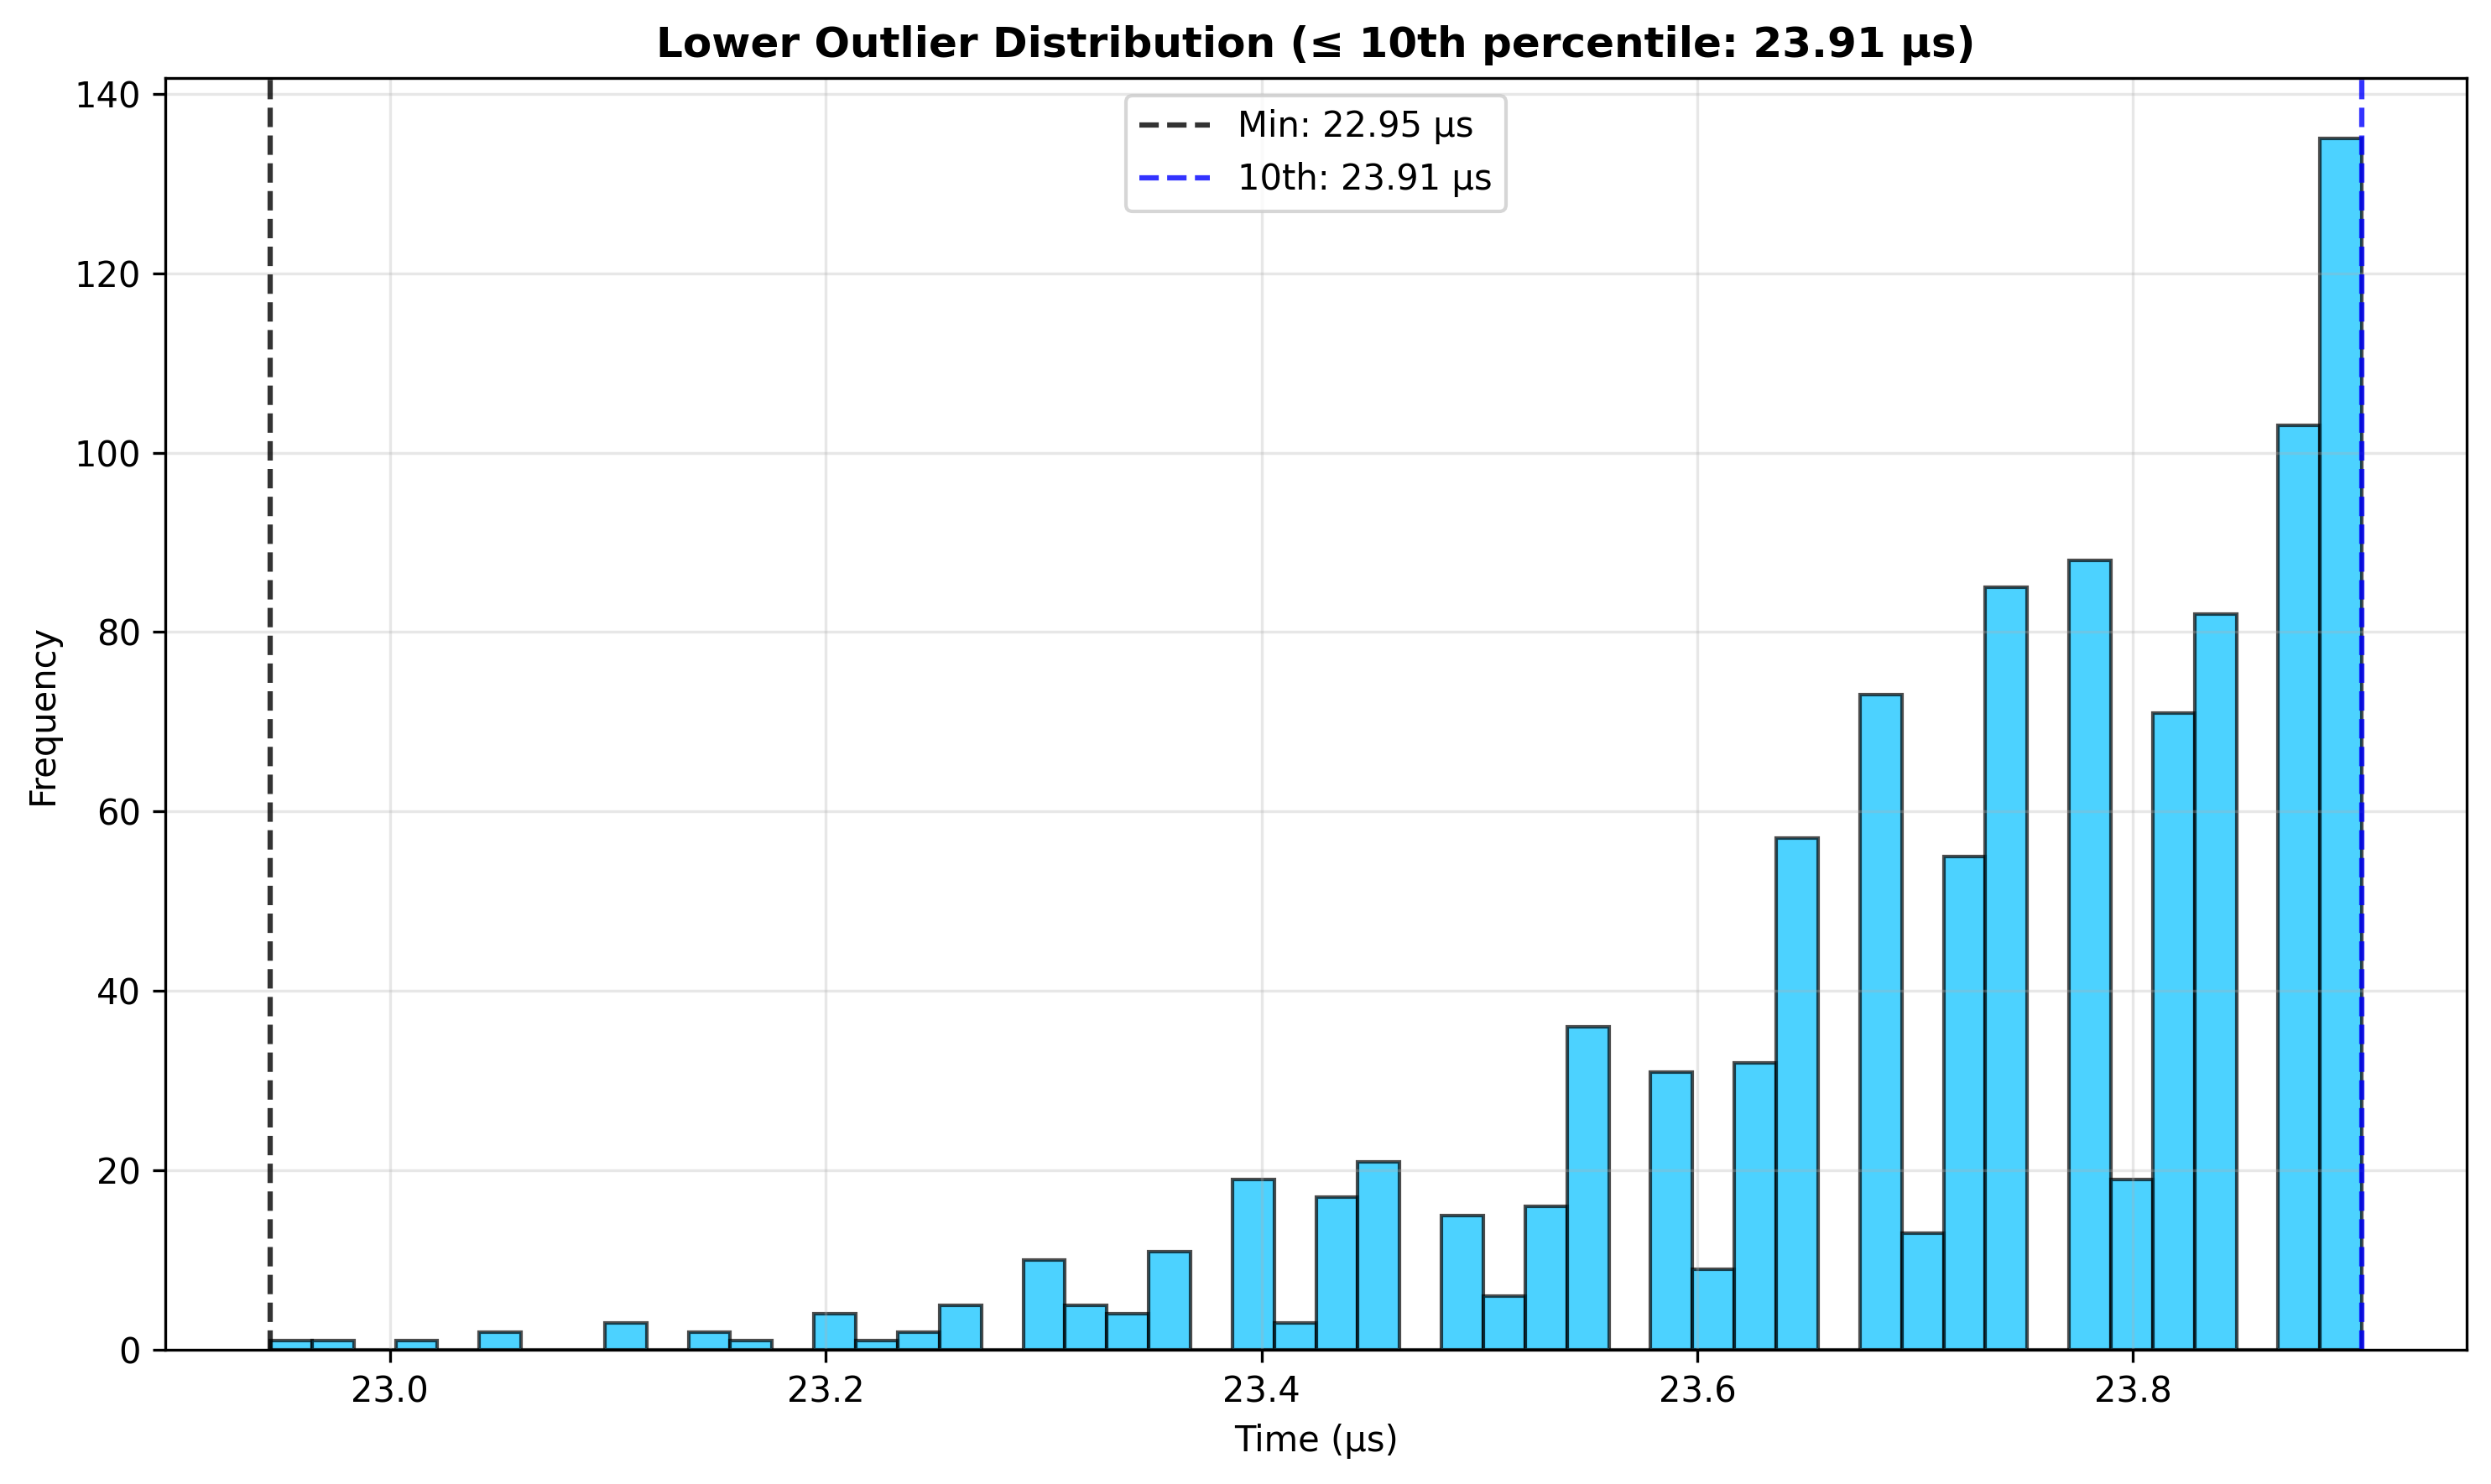 Lower Outlier Distribution (≤ 10th percentile: 23.91 µs)
Min: 22.95 µs
10th: 23.91 µs
140
120
100
80
60
40
20
0
Frequency
23.0 23.2 23.4 23.6 23.8
Time (µs)